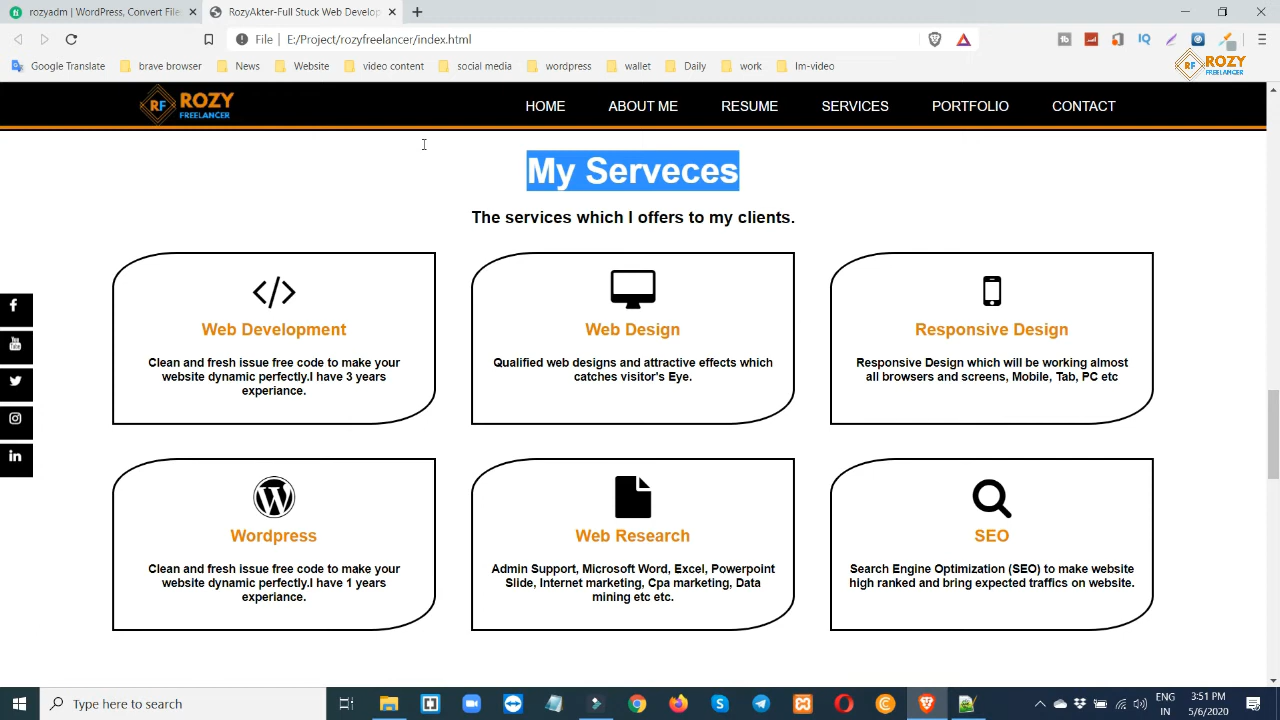 rozyadm | WordPress, Convert File
RozyAkter-Full Stuck Web Develop
File | E:/Project/rozyfreelancer/index.html
Google Translate
brave browser
News
Website
video content
social media
wordpress
wallet
Daily
work
Im-video
RF ROZY FREELANCER
RF ROZY FREELANCER
HOME
ABOUT ME
RESUME
SERVICES
PORTFOLIO
CONTACT
My Serveces
The services which I offers to my clients.
Web Development
Clean and fresh issue free code to make your
website dynamic perfectly.I have 3 years
experiance.
Web Design
Qualified web designs and attractive effects which
catches visitor's Eye.
Responsive Design
Responsive Design which will be working almost
all browsers and screens, Mobile, Tab, PC etc
Wordpress
Clean and fresh issue free code to make your
website dynamic perfectly.I have 1 years
experiance.
Web Research
Admin Support, Microsoft Word, Excel, Powerpoint
Slide, Internet marketing, Cpa marketing, Data
mining etc etc.
SEO
Search Engine Optimization (SEO) to make website
high ranked and bring expected traffics on website.
Type here to search
ENG
IN
3:51 PM
5/6/2020